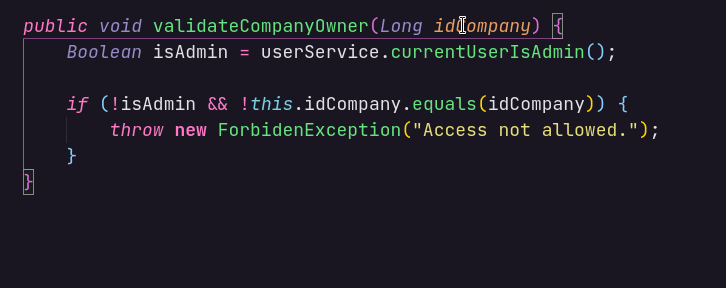 public void validateCompanyOwner(Long idCompany) {
    Boolean isAdmin = userService.currentUserIsAdmin();
    if (!isAdmin && !this.idCompany.equals(idCompany)) {
        throw new ForbidenException("Access not allowed.");
    }
}